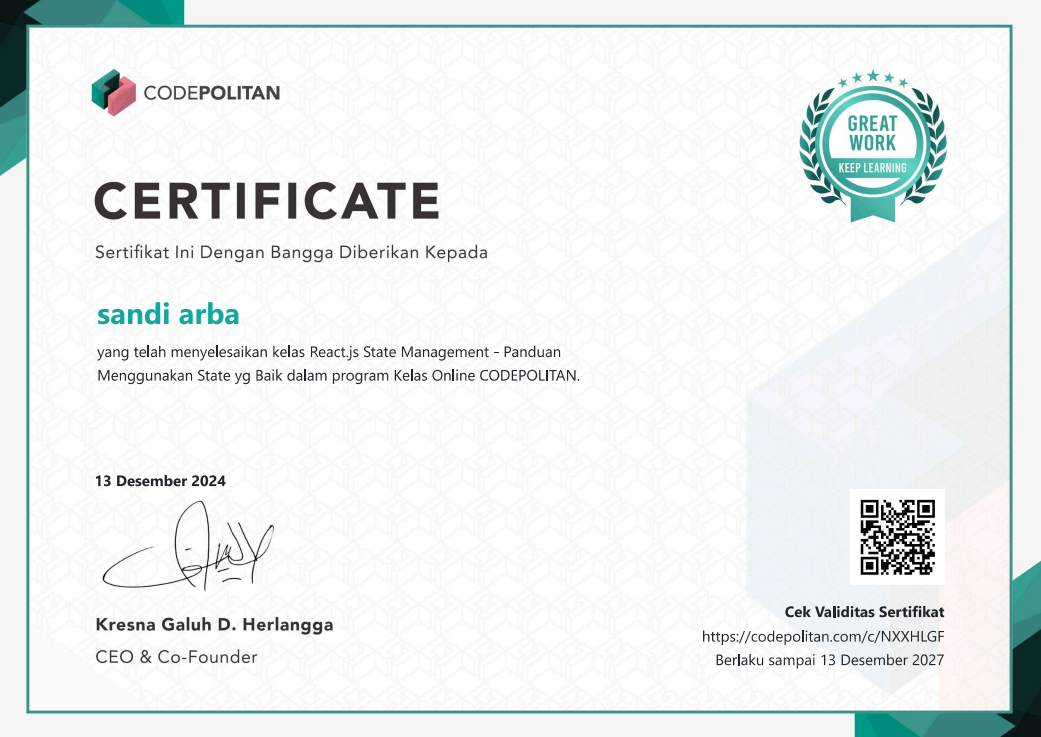 CODEPOLITAN
GREAT
WORK
KEEP LEARNING
CERTIFICATE
Sertifikat Ini Dengan Bangga Diberikan Kepada
sandi arba
yang telah menyelesaikan kelas React.js State Management - Panduan
Menggunakan State yg Baik dalam program Kelas Online CODEPOLITAN.
13 Desember 2024
Kresna Galuh D. Herlangga
CEO & Co-Founder
Cek Validitas Sertifikat
https://codepolitan.com/c/NXXHLGF
Berlaku sampai 13 Desember 2027